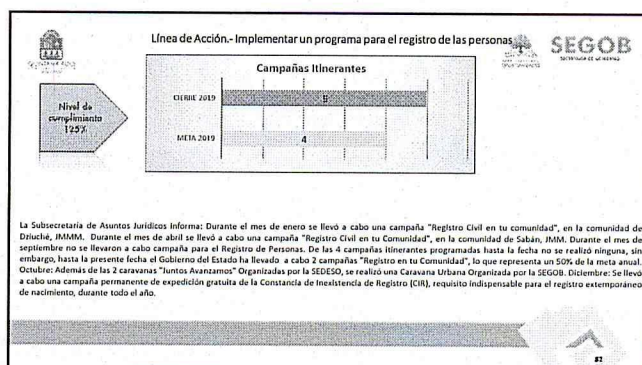 Línea de Acción.- Implementar un programa para el registro de las personas
SEGOB
Campañas Itinerantes
Nivel de
cumplimiento
125%
CIERRE 2019
5
META 2019
4
La Subsecretaría de Asuntos Jurídicos Informa: Durante el mes de enero se llevó a cabo una campaña "Registro Civil en tu comunidad", en la comunidad de
Dziuché, JMMM. Durante el mes de abril se llevó a cabo una campaña "Registro Civil en tu Comunidad", en la comunidad de Sabán, JMM. Durante el mes de
septiembre no se llevaron a cabo campaña para el Registro de Personas. De las 4 campañas itinerantes programadas hasta la fecha no se realizó ninguna, sin
embargo, hasta la presente fecha el Gobierno del Estado ha llevado a cabo 2 campañas "Registro en tu Comunidad", lo que representa un 50% de la meta anual.
Octubre: Además de las 2 caravanas "Juntos Avanzamos" Organizadas por la SEDESO, se realizó una Caravana Urbana Organizada por la SEGOB. Diciembre: Se llevó
a cabo una campaña permanente de expedición gratuita de la Constancia de Inexistencia de Registro (CIR), requisito indispensable para el registro extemporáneo
de nacimiento, durante todo el año.